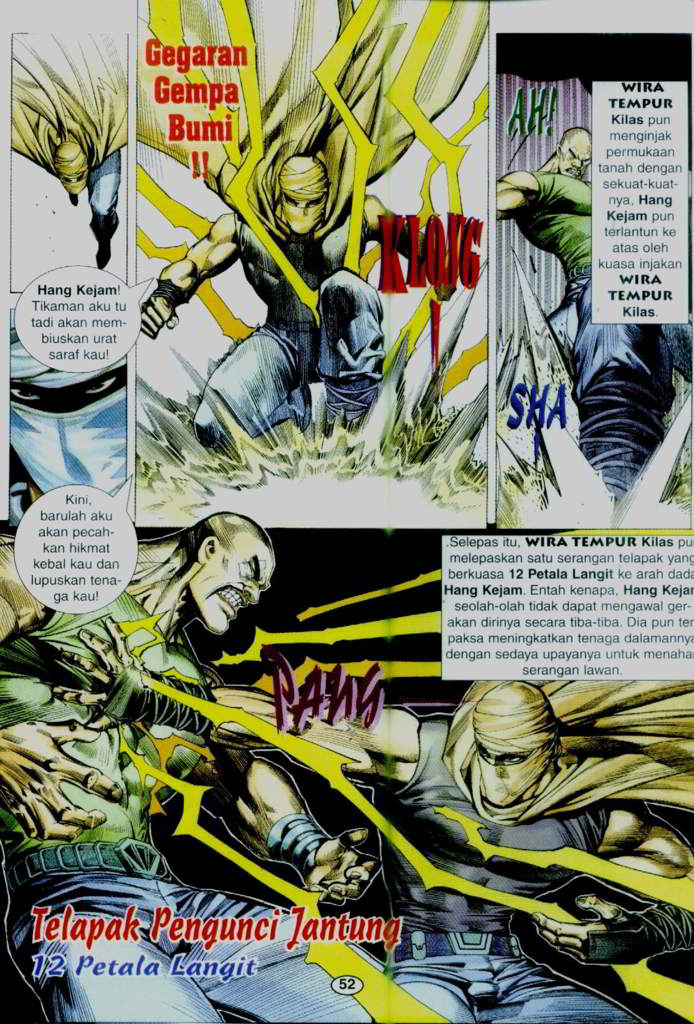 Gegaran
Gempa
Bumi
!!
Hang Kejam!
Tikaman aku tu
tadi akan mem-
biuskan urat
saraf kau!
KLONG
!
AH!
WIRA
TEMPUR
Kilas pun
menginjak
permukaan
tanah dengan
sekuat-kuat-
nya, Hang
Kejam pun
terlantun ke
atas oleh
kuasa injakan
WIRA
TEMPUR
Kilas.
SHA
!
Kini,
barulah aku
akan pecah-
kan hikmat
kebal kau dan
lupuskan tena-
ga kau!
.Selepas itu, WIRA TEMPUR Kilas pu
melepaskan satu serangan telapak yang
berkuasa 12 Petala Langit ke arah dada
Hang Kejam. Entah kenapa, Hang Kejar
seolah-olah tidak dapat mengawal ger-
akan dirinya secara tiba-tiba. Dia pun ter
paksa meningkatkan tenaga dalamannya
dengan sedaya upayanya untuk menahar
serangan lawan.
PANG
Telapak Pengunci Jantung
12 Petala Langit
52